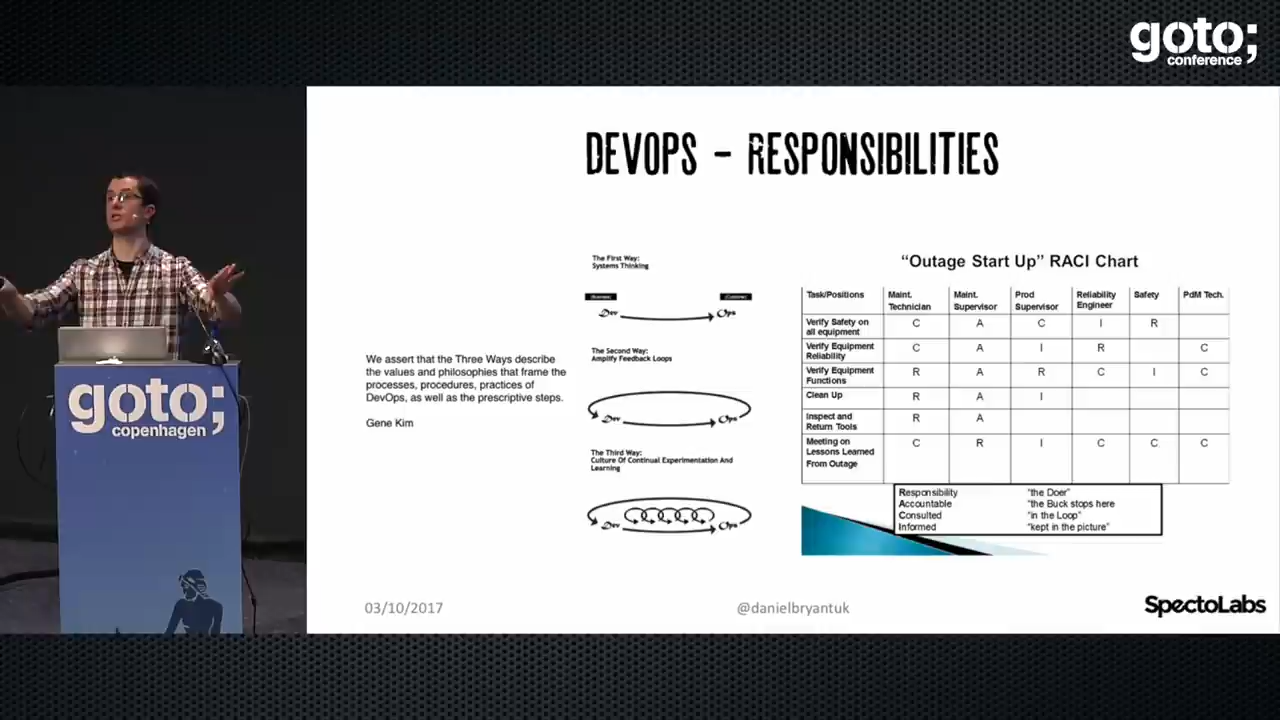 goto;
conference
DEVOPS – RESPONSIBILITIES
We assert that the Three Ways describe
the values and philosophies that frame the
processes, procedures, practices of
DevOps, as well as the prescriptive steps.
Gene Kim
The First Way:
Systems Thinking
(Business) (Customer)
Dev Ops
The Second Way:
Amplify Feedback Loops
Dev Ops
The Third Way:
Culture Of Continual Experimentation And
Learning
Dev Ops
“Outage Start Up” RACI Chart
Task/Positions Maint. Technician Maint. Supervisor Prod Supervisor Reliability Engineer Safety PdM Tech.
Verify Safety on all equipment C A C I R
Verify Equipment Reliability C A I R C
Verify Equipment Functions R A R C I C
Clean Up R A I
Inspect and Return Tools R A
Meeting on Lessons Learned From Outage C R I C C C
Responsibility “the Doer”
Accountable “the Buck stops here
Consulted “in the Loop”
Informed “kept in the picture”
03/10/2017
@danielbryantuk
SpectoLabs
goto;
copenhagen